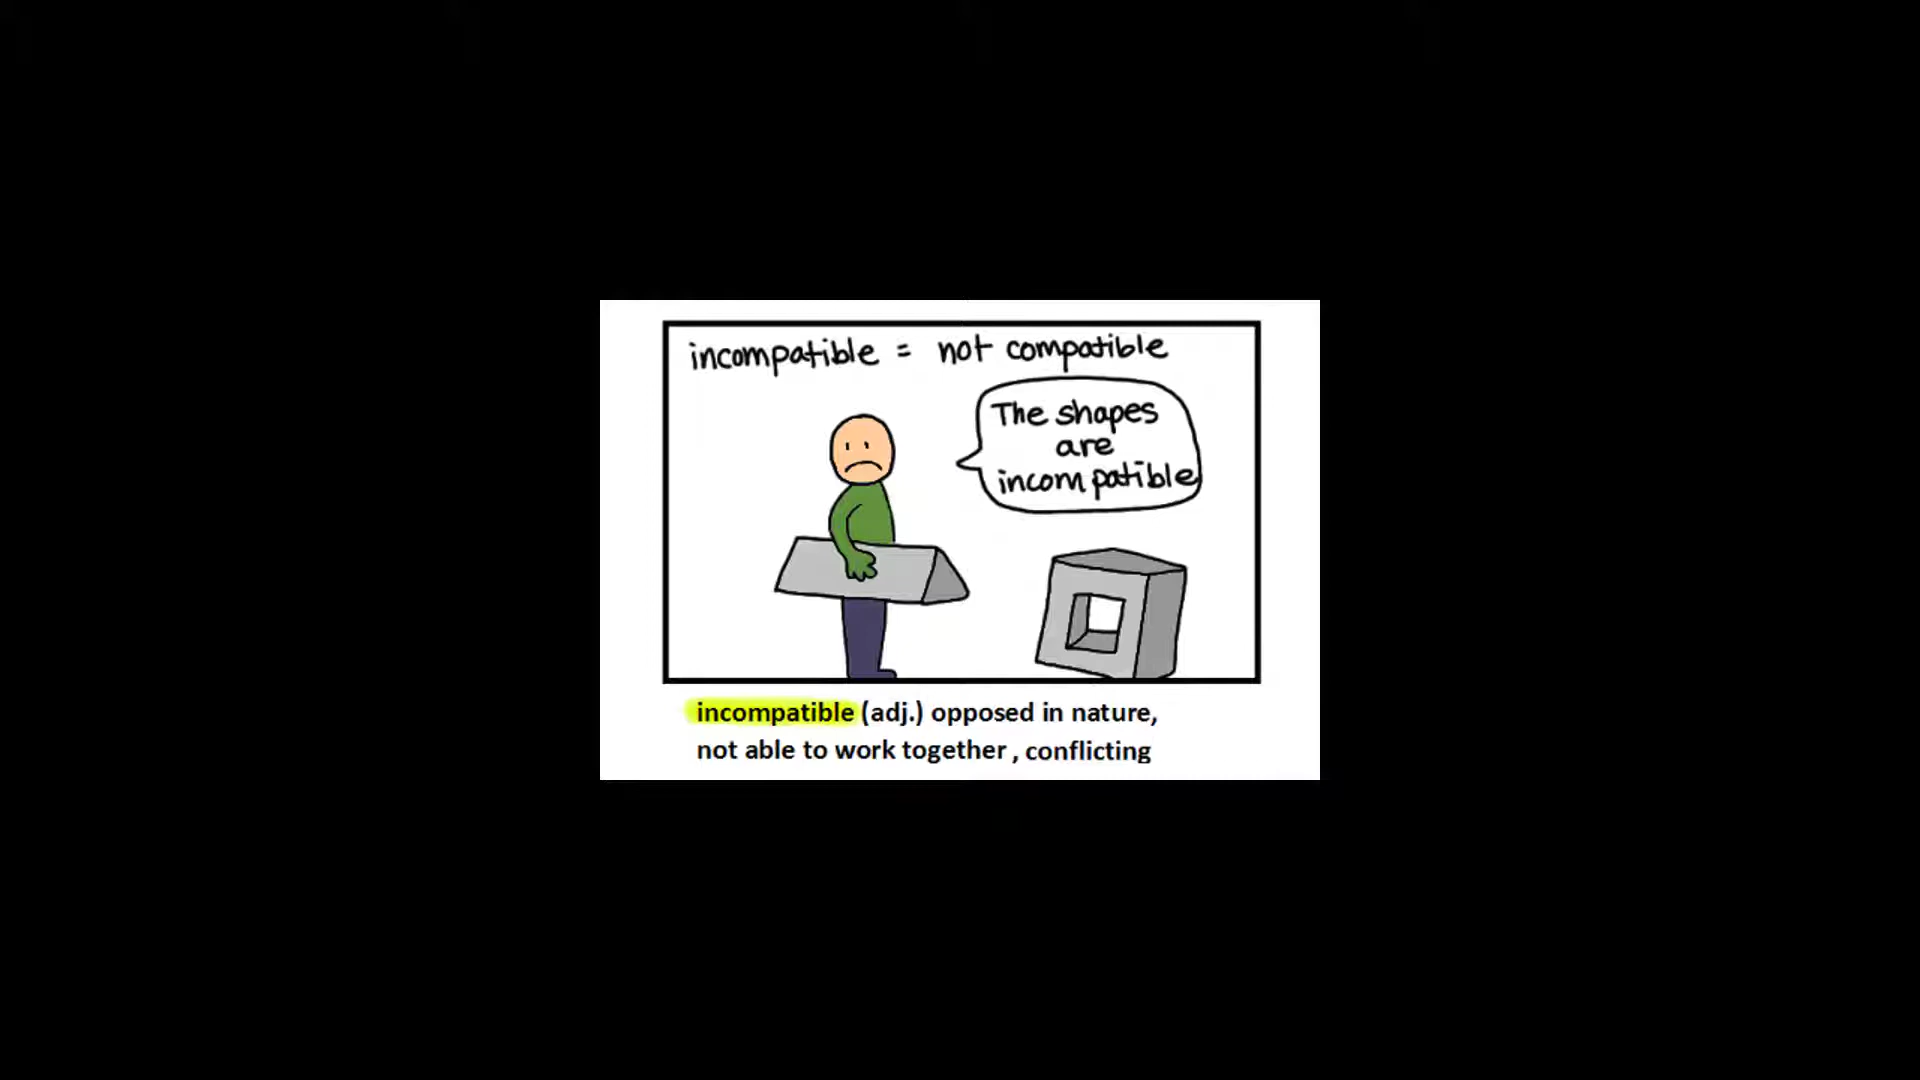 incompatible = not compatible
The shapes
are
incompatible
incompatible (adj.) opposed in nature,
not able to work together , conflicting